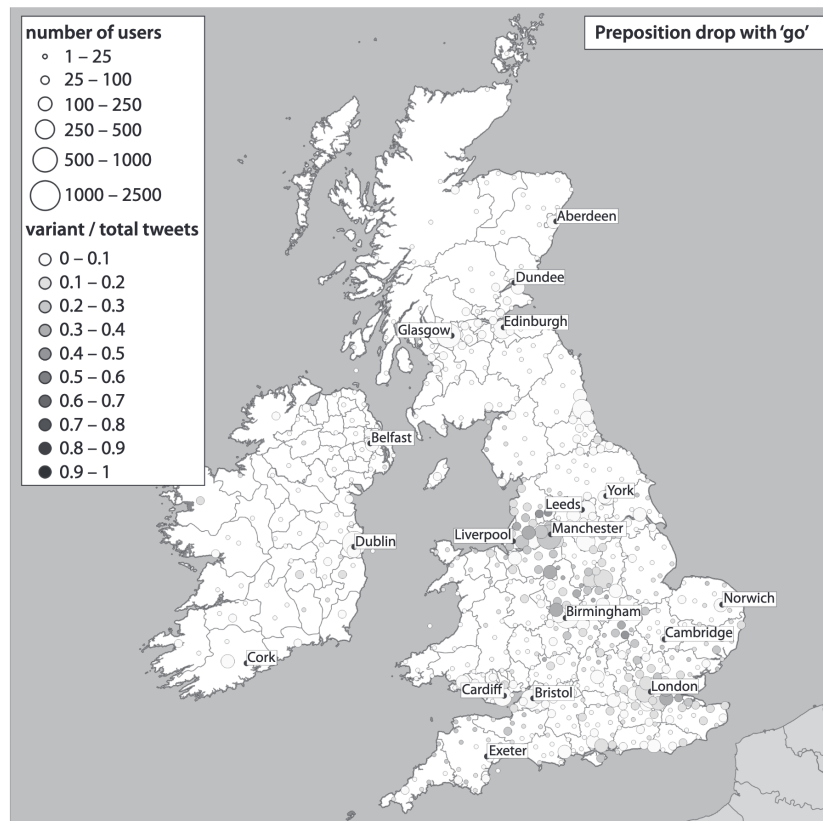 number of users
1 – 25
25 – 100
100 – 250
250 – 500
500 – 1000
1000 – 2500
variant / total tweets
0 – 0.1
0.1 – 0.2
0.2 – 0.3
0.3 – 0.4
0.4 – 0.5
0.5 – 0.6
0.6 – 0.7
0.7 – 0.8
0.8 – 0.9
0.9 – 1
Preposition drop with ‘go’
Aberdeen
Dundee
Edinburgh
Glasgow
Belfast
York
Leeds
Manchester
Liverpool
Dublin
Norwich
Birmingham
Cambridge
Cork
London
Cardiff
Bristol
Exeter